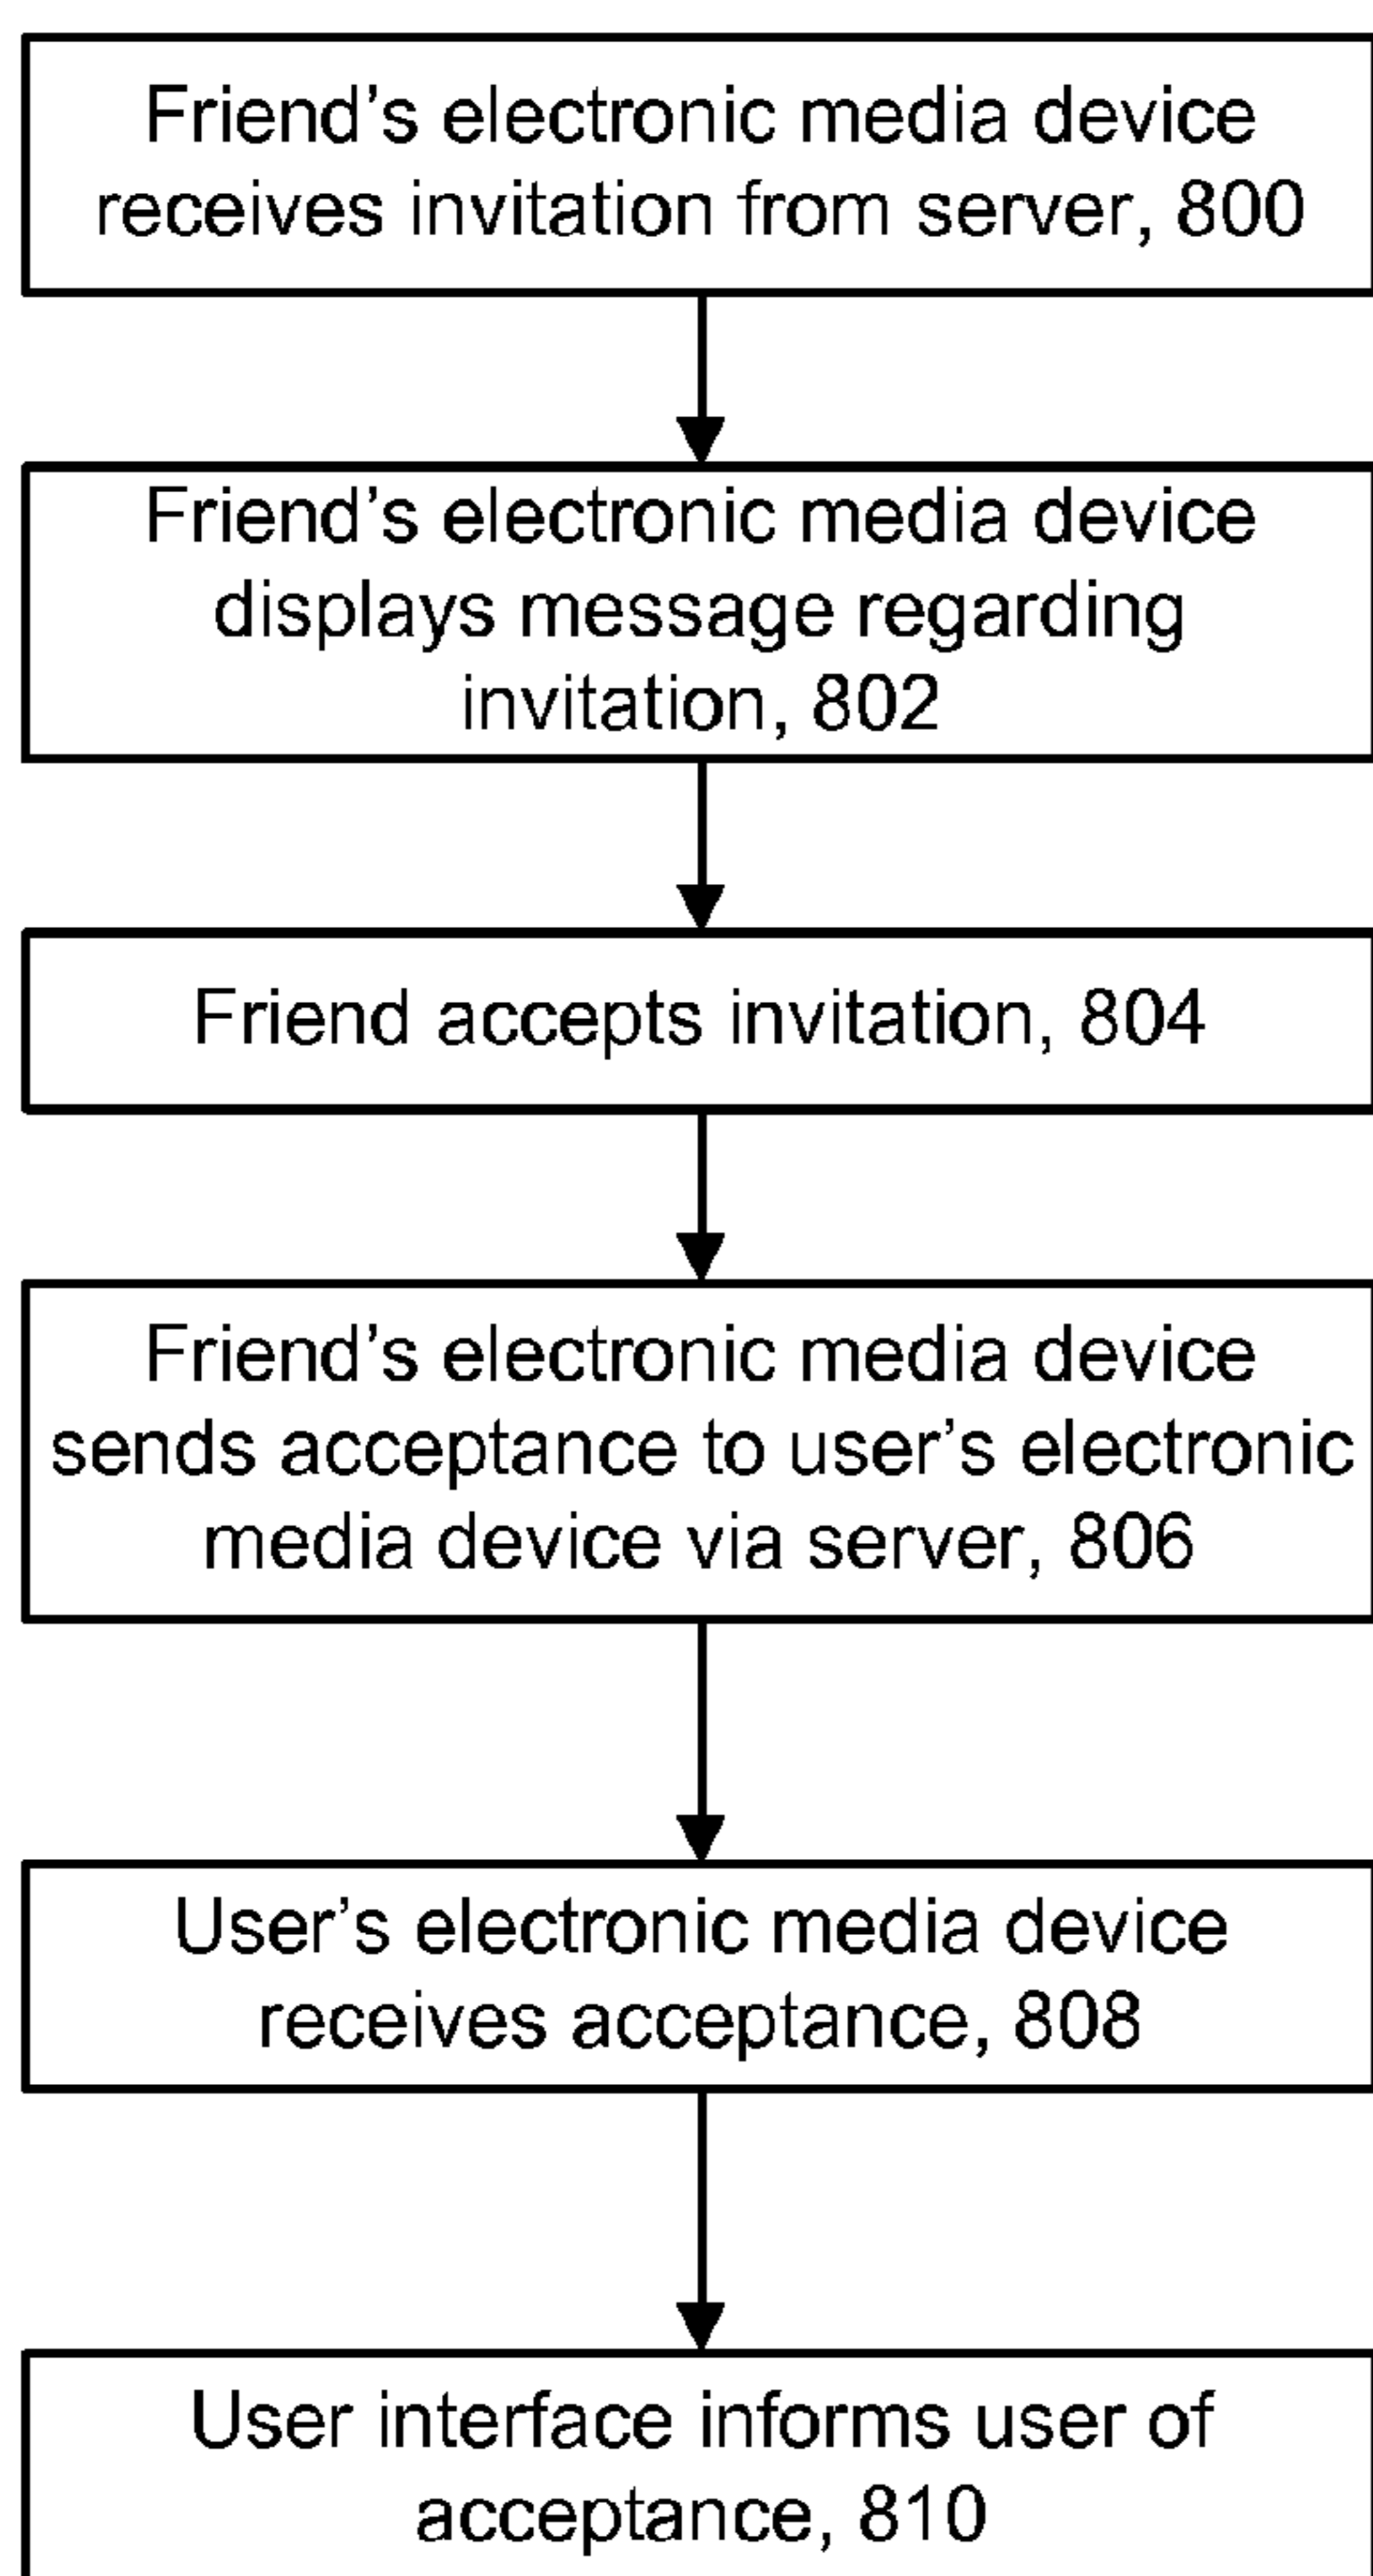 Friend’s electronic media device
receives invitation from server, 800
Friend’s electronic media device
displays message regarding
invitation, 802
Friend accepts invitation, 804
Friend’s electronic media device
sends acceptance to user’s electronic
media device via server, 806
User’s electronic media device
receives acceptance, 808
User interface informs user of
acceptance, 810